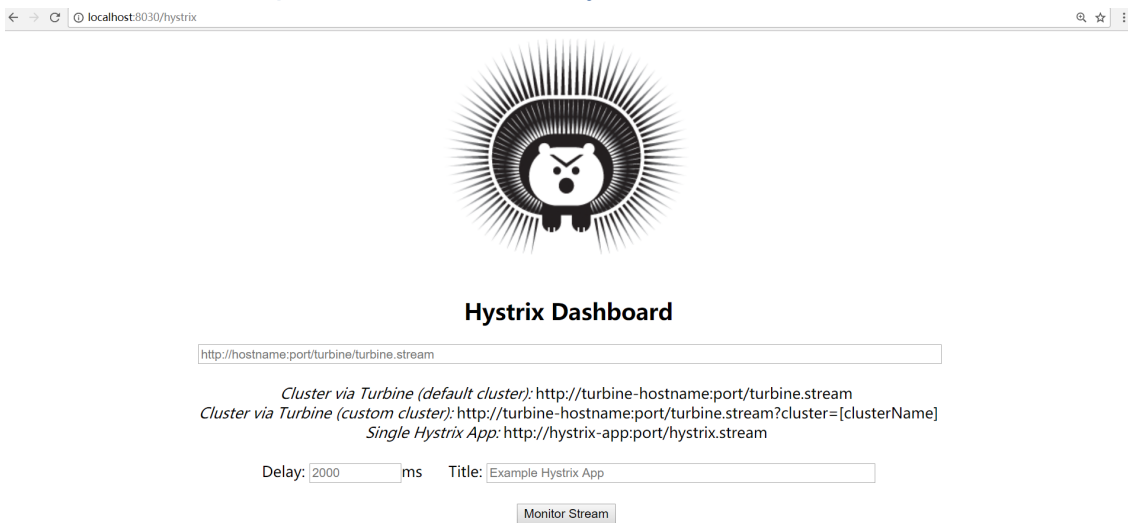 localhost:8030/hystrix
Hystrix Dashboard
http://hostname:port/turbine/turbine.stream
Cluster via Turbine (default cluster): http://turbine-hostname:port/turbine.stream
Cluster via Turbine (custom cluster): http://turbine-hostname:port/turbine.stream?cluster=[clusterName]
Single Hystrix App: http://hystrix-app:port/hystrix.stream
Delay: 2000 ms Title: Example Hystrix App
Monitor Stream